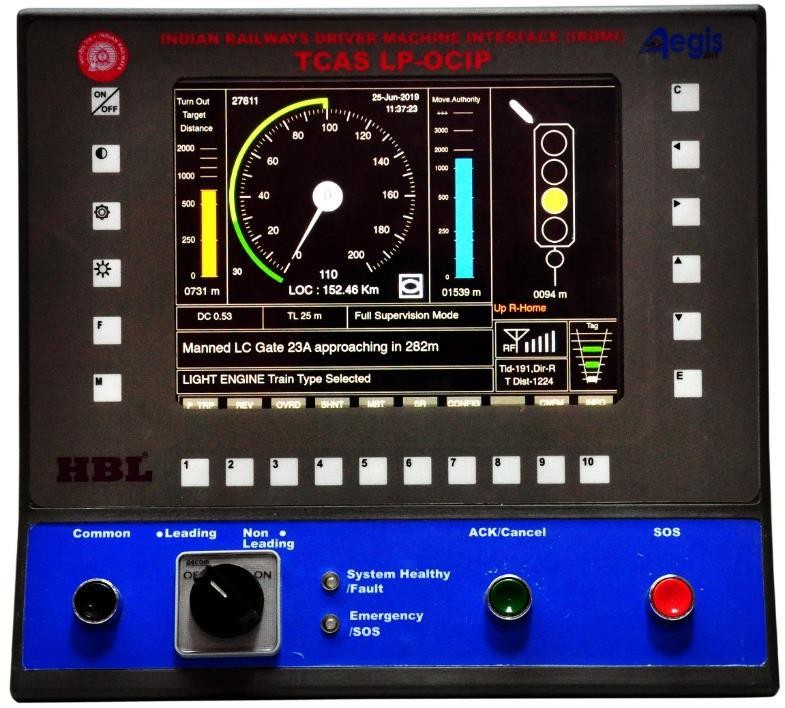 INDIAN RAILWAYS DRIVER MACHINE INTERFACE (IRDMI)
TCAS LP-OCIP
Aegis
ON/OFF
C
Turn Out
Target
Distance
27611
25-Jun-2019
11:37:23
Move.Authority
2000
1000
500
250
0
0731 m
0
20
40
60
80
100
120
140
160
180
200
30
110
LOC : 152.46 Km
+++
3000
2000
1000
500
250
0
01539 m
0094 m
Up R-Home
DC 0.53
TL 25 m
Full Supervision Mode
Manned LC Gate 23A approaching in 282m
LIGHT ENGINE Train Type Selected
RF
Tag
Tid-191,Dir-R
T Dist-1224
P TRP
REV
OVRD
SHNT
MBT
SR
CONFIG
CNFM
INFO
F
M
E
HBL
1 2 3 4 5 6 7 8 9 10
Common
Leading
Non
Leading
ACK/Cancel
SOS
ON
System Healthy
/Fault
Emergency
/SOS